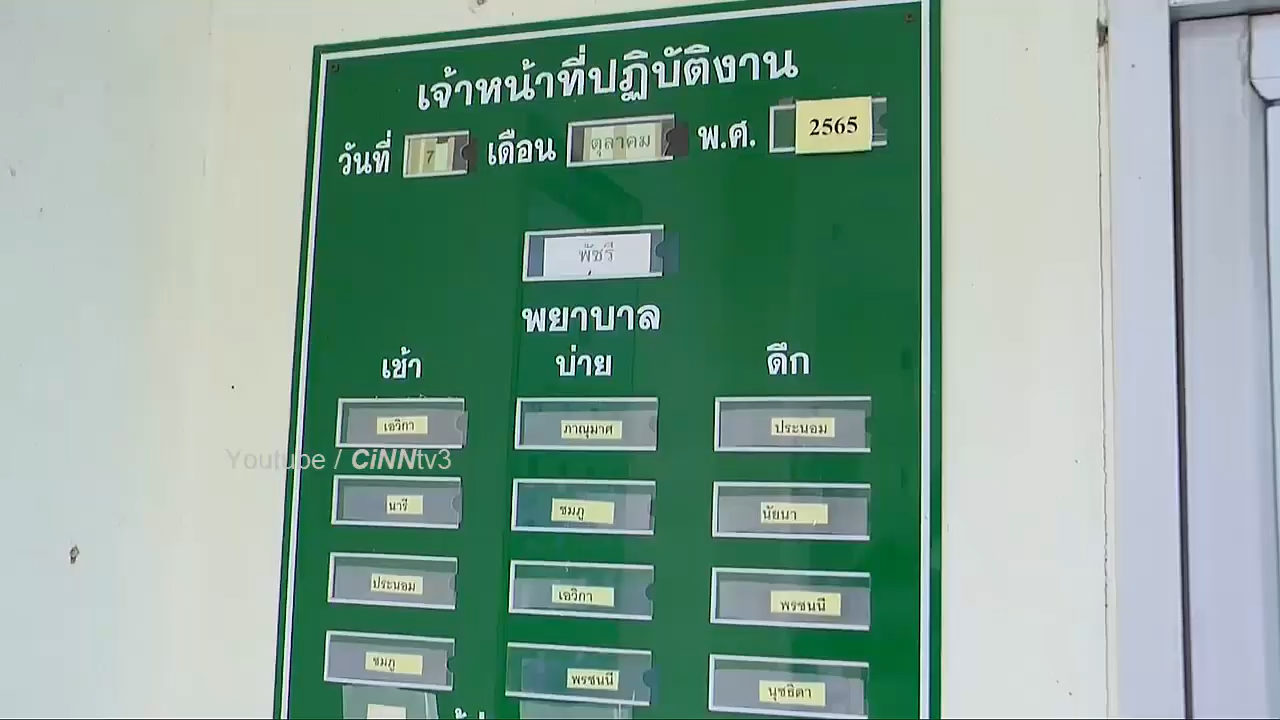 เจ้าหน้าที่ปฏิบัติงาน
วันที่ 7 เดือน ตุลาคม พ.ศ. 2565
พัชรี
พยาบาล
เช้า บ่าย ดึก
เอวิกา ภาณุมาศ ประนอม
Youtube / CiNNtv3
นารี ชมภู นัยนา
ประนอม เอวิกา พรชนนี
ชมภู พรชนนี นุชธิดา